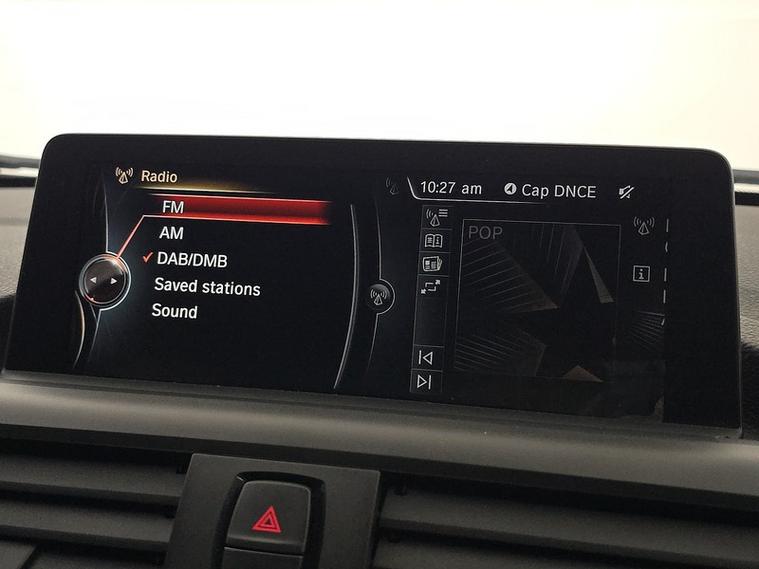 Radio
10:27 am Cap DNCE
FM
AM
DAB/DMB
Saved stations
Sound
POP